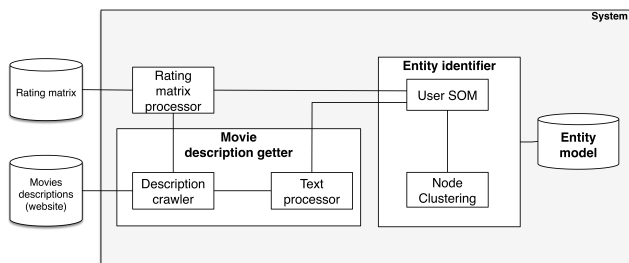 System
Rating matrix
Rating
matrix
processor
Entity identifier
User SOM
Movie
description getter
Entity
model
Movies
descriptions
(website)
Description
crawler
Text
processor
Node
Clustering